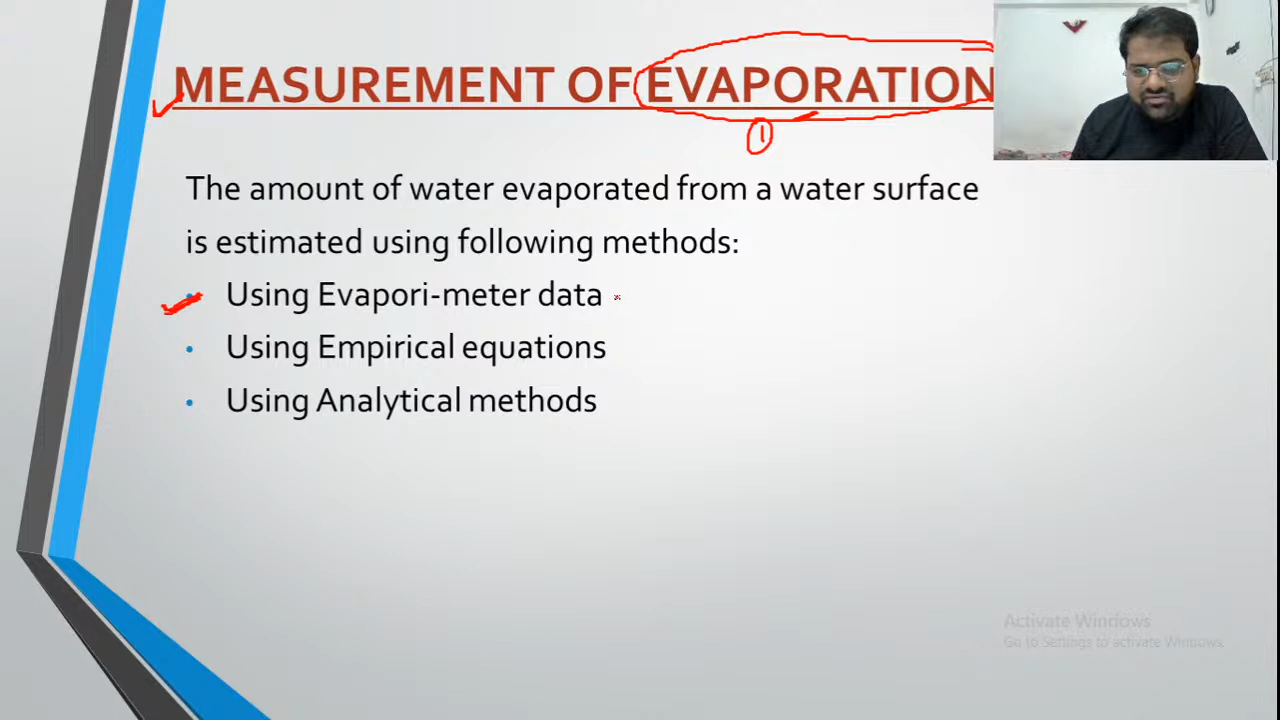 MEASUREMENT OF EVAPORATION
1
The amount of water evaporated from a water surface
is estimated using following methods:
• Using Evapori-meter data
• Using Empirical equations
• Using Analytical methods
Activate Windows
Go to Settings to activate Windows.